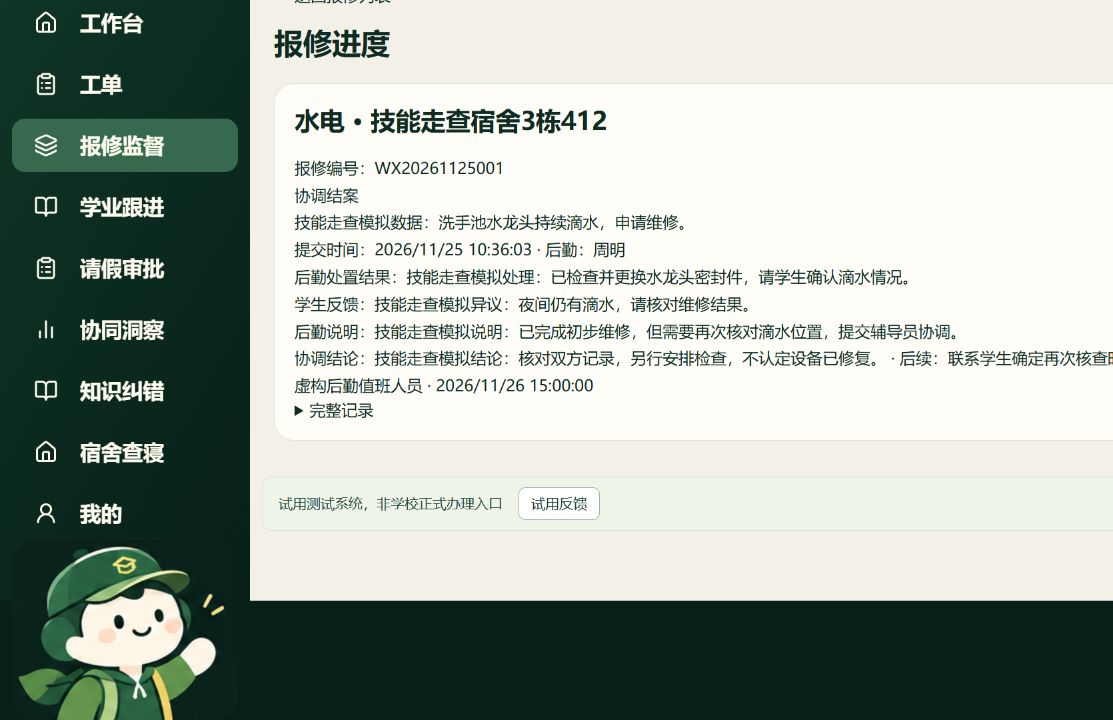 工作台
工单
报修监督
学业跟进
请假审批
协同洞察
知识纠错
宿舍查寝
我的
返回报修列表
报修进度
水电 · 技能走查宿舍3栋412
报修编号：WX20261125001
协调结案
技能走查模拟数据：洗手池水龙头持续滴水，申请维修。
提交时间：2026/11/25 10:36:03 · 后勤：周明
后勤处置结果：技能走查模拟处理：已检查并更换水龙头密封件，请学生确认滴水情况。
学生反馈：技能走查模拟异议：夜间仍有滴水，请核对维修结果。
后勤说明：技能走查模拟说明：已完成初步维修，但需要再次核对滴水位置，提交辅导员协调。
协调结论：技能走查模拟结论：核对双方记录，另行安排检查，不认定设备已修复。 · 后续：联系学生确定再次核查
虚构后勤值班人员 · 2026/11/26 15:00:00
完整记录
试用测试系统，非学校正式办理入口
试用反馈